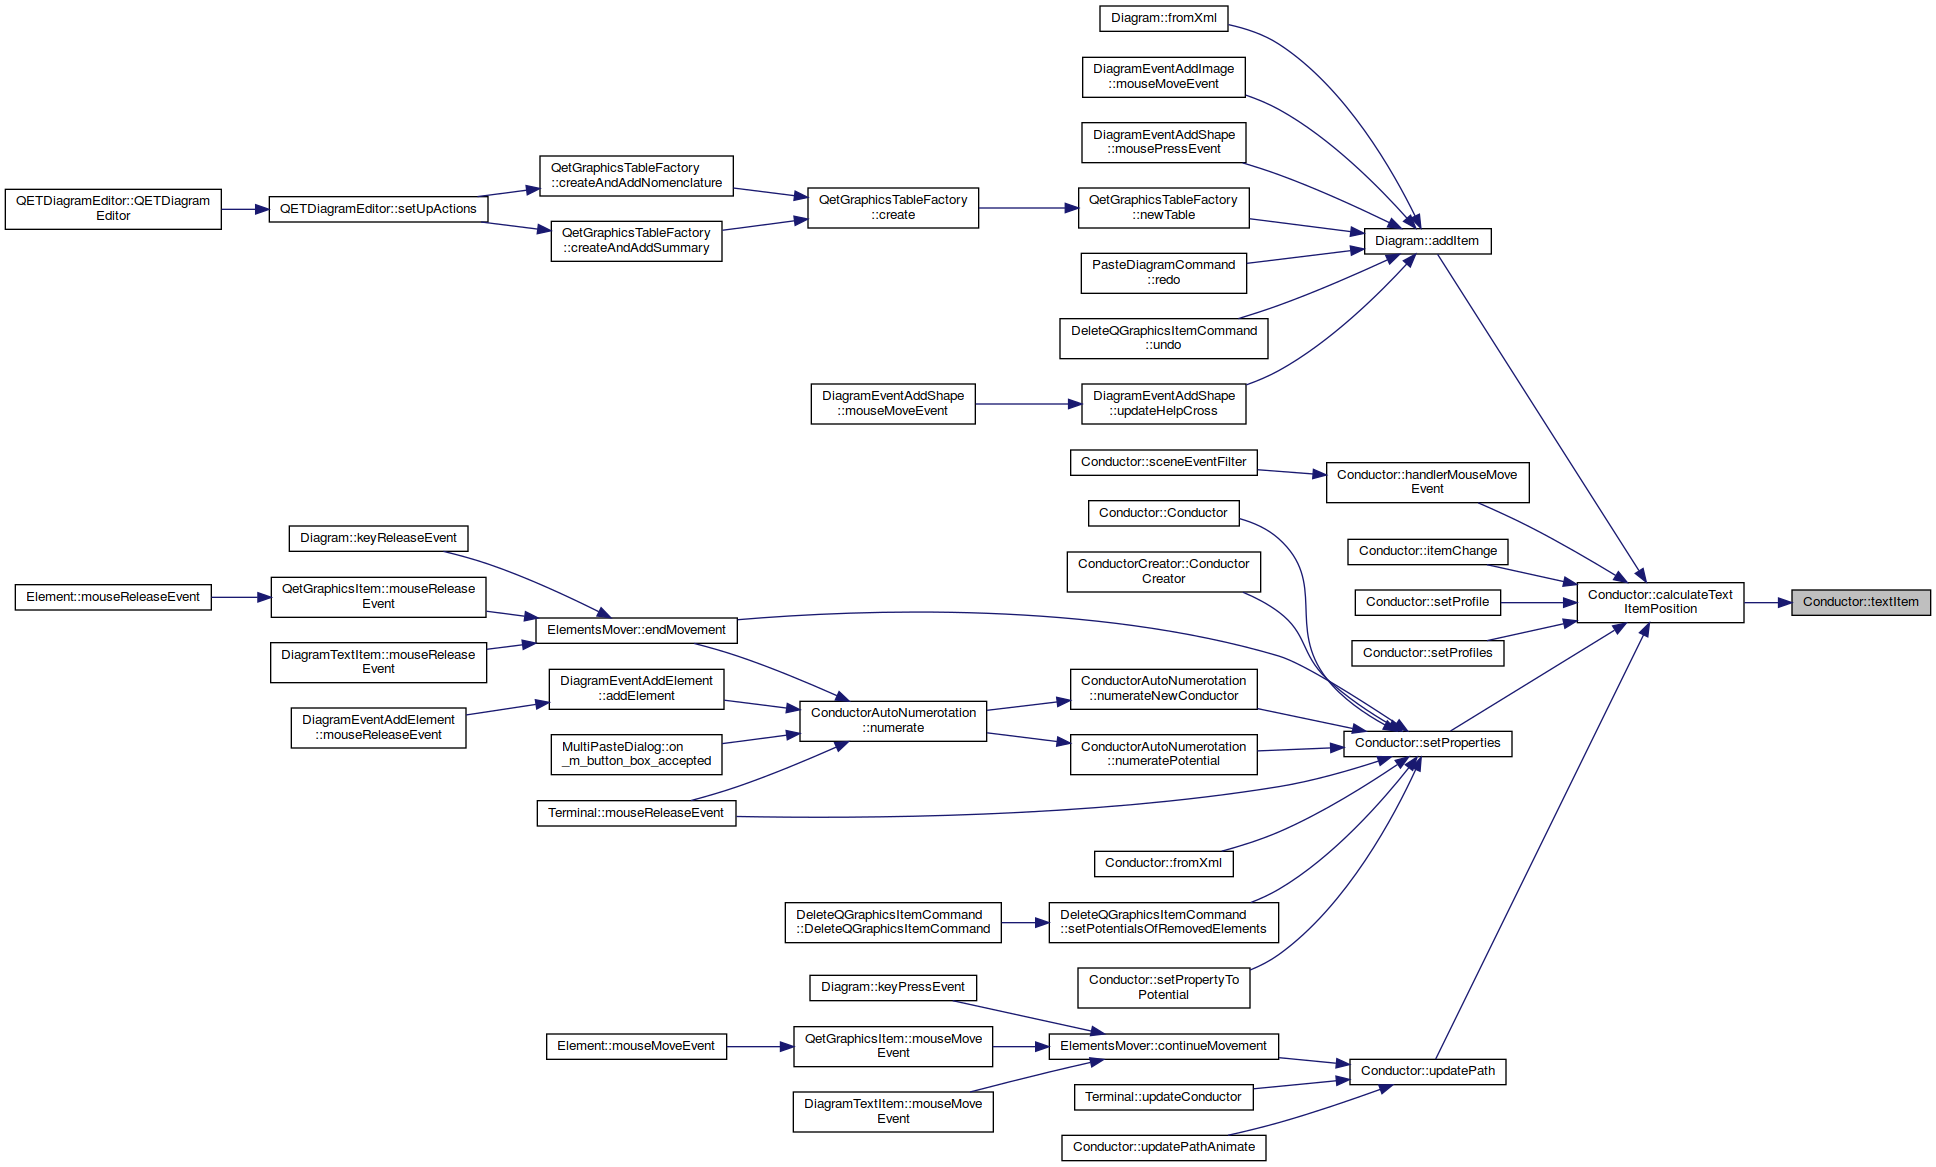 Diagram::fromXml
DiagramEventAddImage
::mouseMoveEvent
DiagramEventAddShape
::mousePressEvent
QetGraphicsTableFactory
::createAndAddNomenclature
QETDiagramEditor::QETDiagram
Editor
QETDiagramEditor::setUpActions
QetGraphicsTableFactory
::create
QetGraphicsTableFactory
::newTable
QetGraphicsTableFactory
::createAndAddSummary
Diagram::addItem
PasteDiagramCommand
::redo
DeleteQGraphicsItemCommand
::undo
DiagramEventAddShape
::mouseMoveEvent
DiagramEventAddShape
::updateHelpCross
Conductor::sceneEventFilter
Conductor::handlerMouseMove
Event
Conductor::Conductor
Diagram::keyReleaseEvent
Conductor::itemChange
ConductorCreator::Conductor
Creator
Element::mouseReleaseEvent
QetGraphicsItem::mouseRelease
Event
Conductor::setProfile
Conductor::calculateText
ItemPosition
Conductor::textItem
ElementsMover::endMovement
DiagramTextItem::mouseRelease
Event
Conductor::setProfiles
DiagramEventAddElement
::addElement
ConductorAutoNumerotation
::numerateNewConductor
DiagramEventAddElement
::mouseReleaseEvent
ConductorAutoNumerotation
::numerate
MultiPasteDialog::on
_m_button_box_accepted
ConductorAutoNumerotation
::numeratePotential
Conductor::setProperties
Terminal::mouseReleaseEvent
Conductor::fromXml
DeleteQGraphicsItemCommand
::DeleteQGraphicsItemCommand
DeleteQGraphicsItemCommand
::setPotentialsOfRemovedElements
Conductor::setPropertyTo
Potential
Diagram::keyPressEvent
Element::mouseMoveEvent
QetGraphicsItem::mouseMove
Event
ElementsMover::continueMovement
Conductor::updatePath
DiagramTextItem::mouseMove
Event
Terminal::updateConductor
Conductor::updatePathAnimate